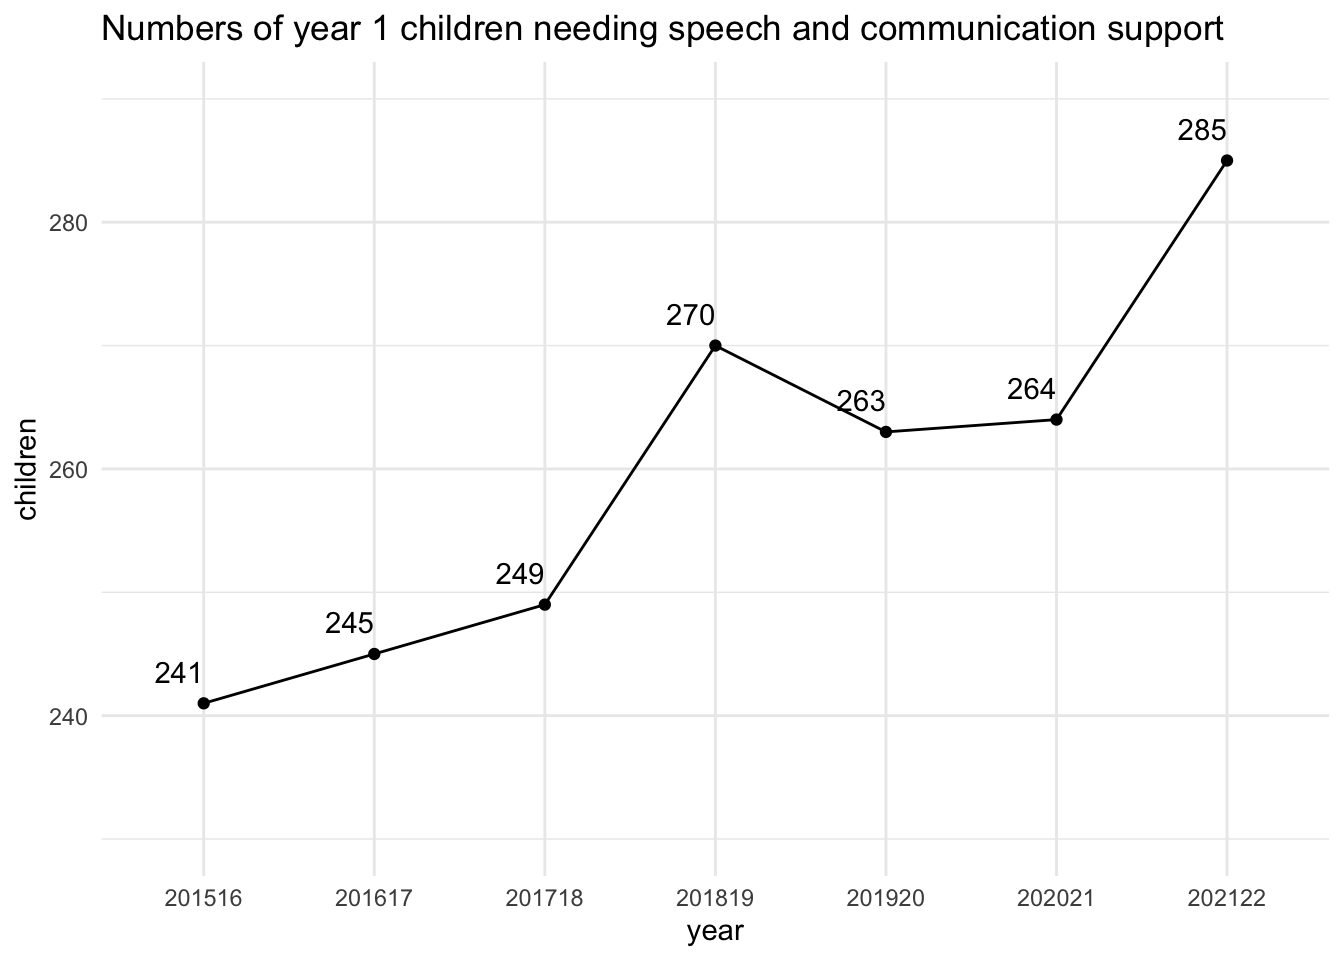 Numbers of year 1 children needing speech and communication support
285
280
270
263
264
260
249
245
241
240
children
201516 201617 201718 201819 201920 202021 202122
year